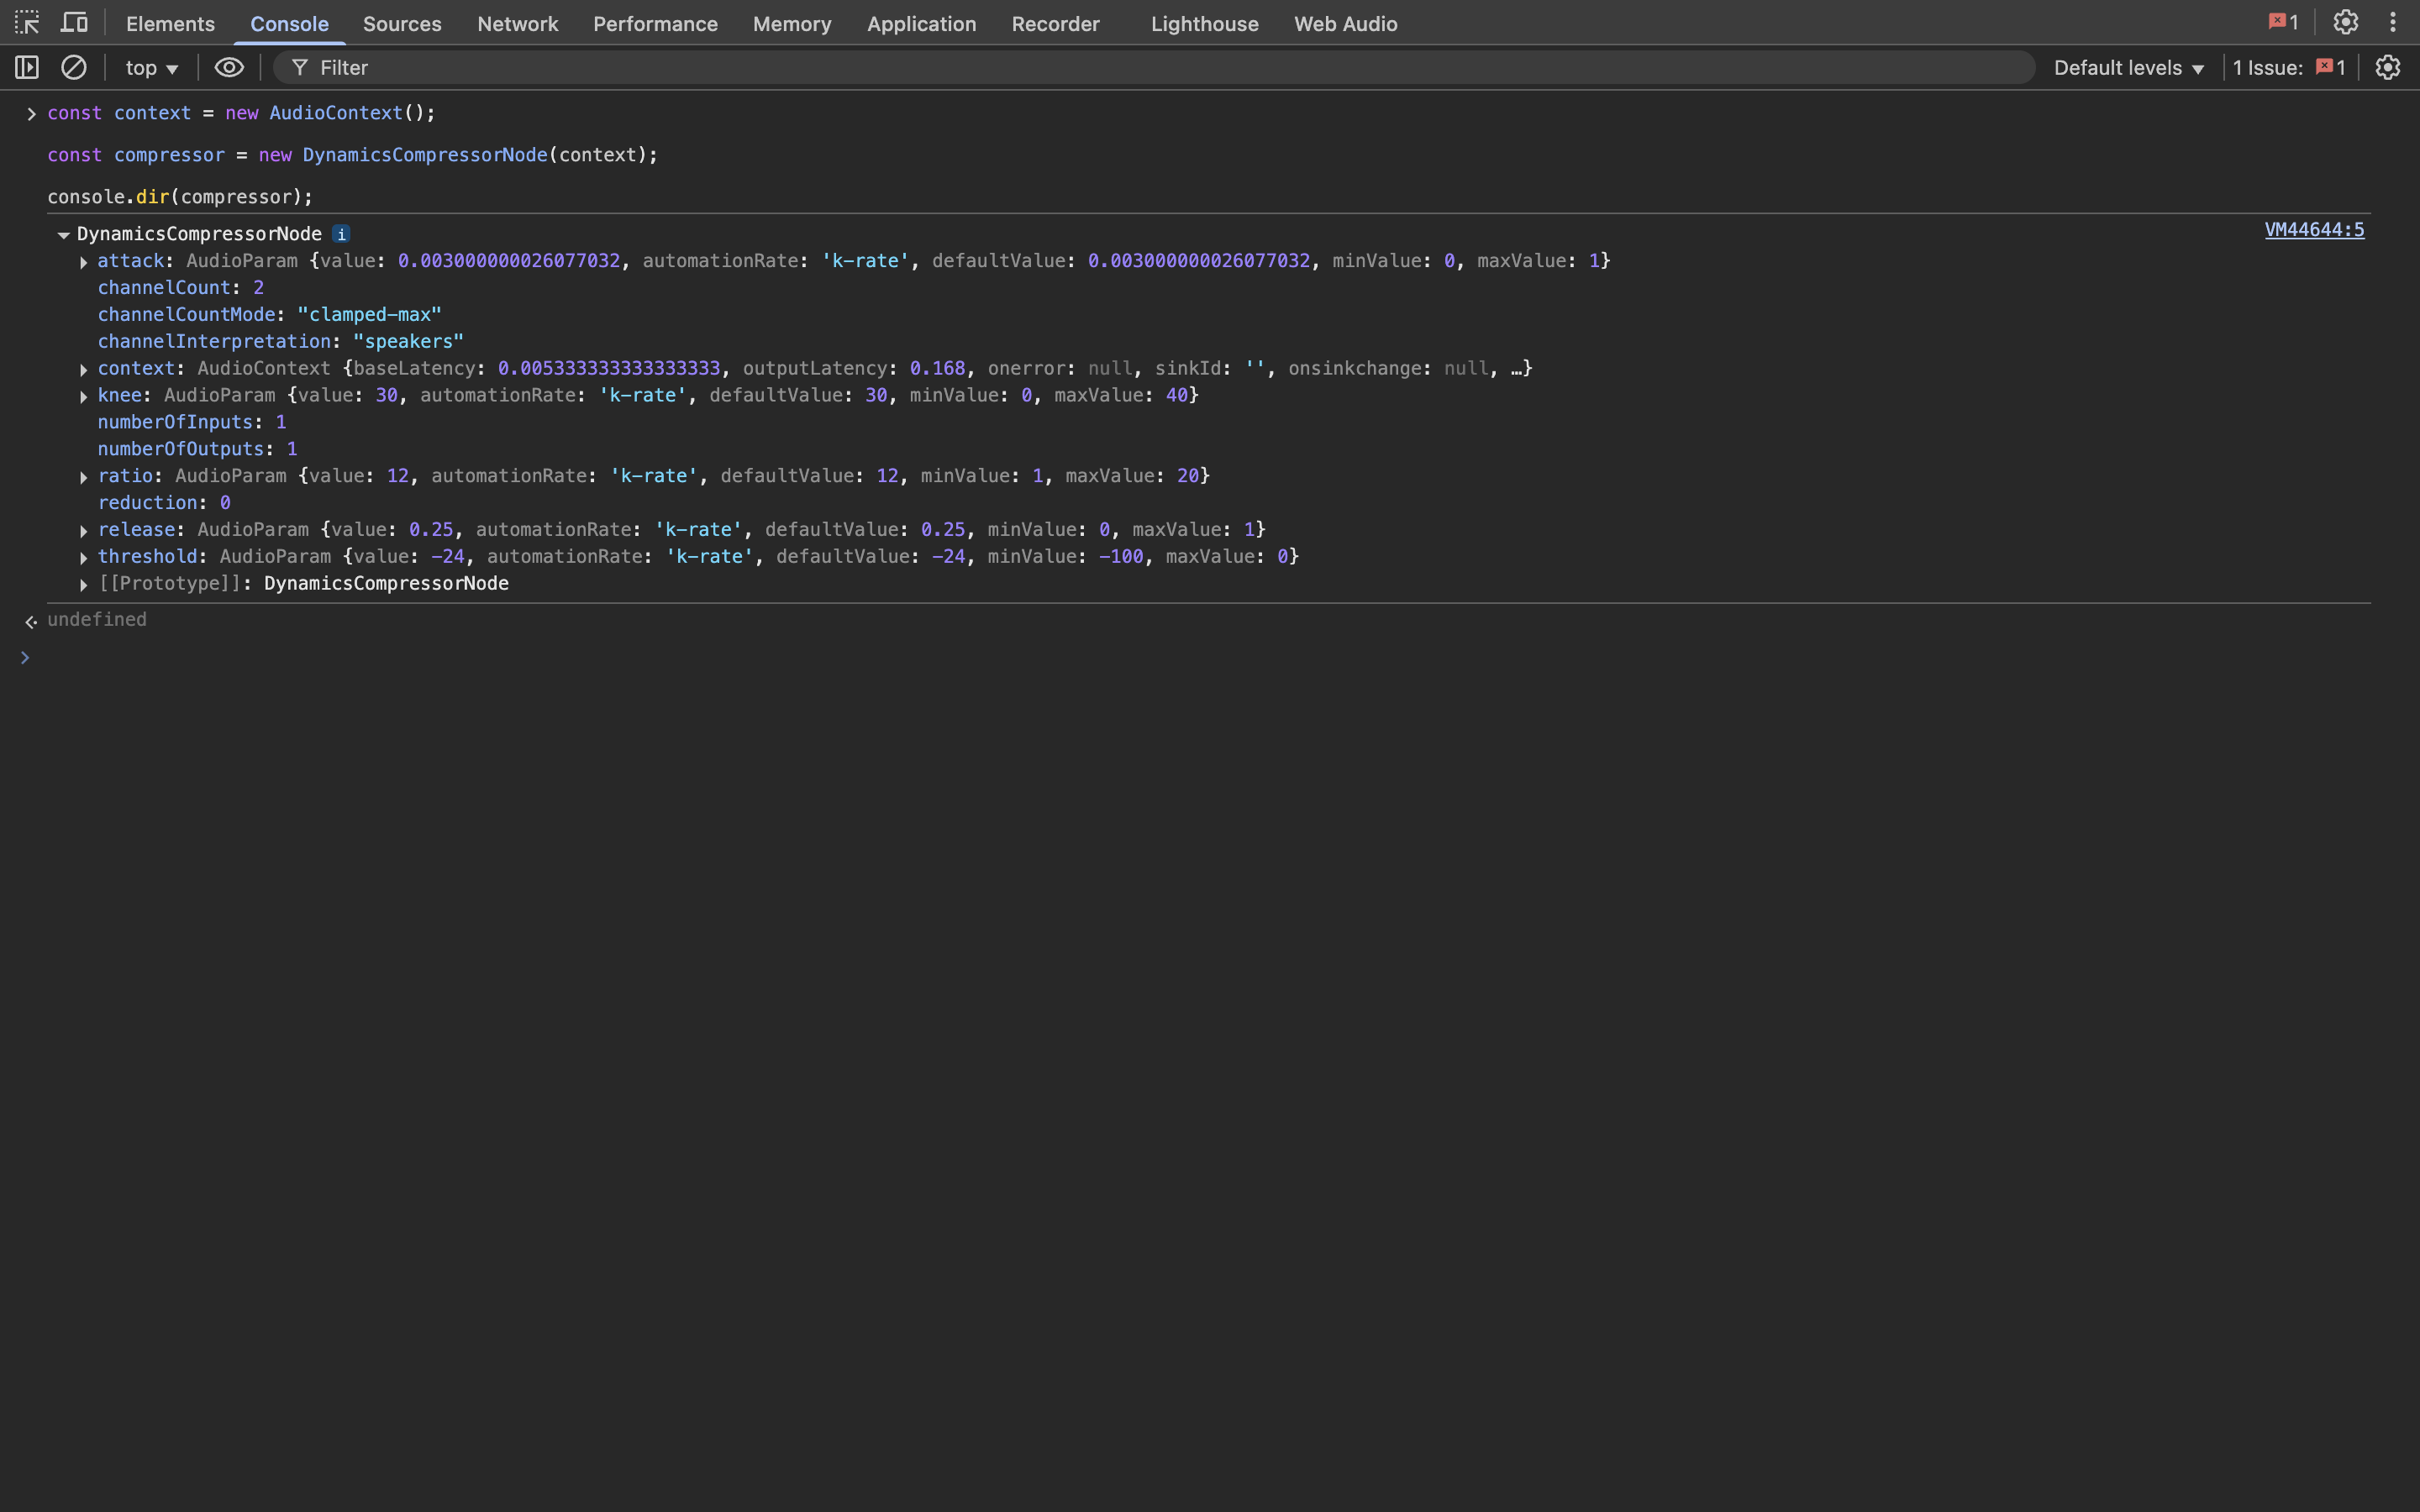 Elements Console Sources Network Performance Memory Application Recorder Lighthouse Web Audio 1
top Filter Default levels 1 Issue: 1
const context = new AudioContext();
const compressor = new DynamicsCompressorNode(context);
console.dir(compressor);
VM44644:5
DynamicsCompressorNode i
attack: AudioParam {value: 0.003000000026077032, automationRate: 'k-rate', defaultValue: 0.003000000026077032, minValue: 0, maxValue: 1}
channelCount: 2
channelCountMode: "clamped-max"
channelInterpretation: "speakers"
context: AudioContext {baseLatency: 0.005333333333333333, outputLatency: 0.168, onerror: null, sinkId: '', onsinkchange: null, …}
knee: AudioParam {value: 30, automationRate: 'k-rate', defaultValue: 30, minValue: 0, maxValue: 40}
numberOfInputs: 1
numberOfOutputs: 1
ratio: AudioParam {value: 12, automationRate: 'k-rate', defaultValue: 12, minValue: 1, maxValue: 20}
reduction: 0
release: AudioParam {value: 0.25, automationRate: 'k-rate', defaultValue: 0.25, minValue: 0, maxValue: 1}
threshold: AudioParam {value: -24, automationRate: 'k-rate', defaultValue: -24, minValue: -100, maxValue: 0}
[[Prototype]]: DynamicsCompressorNode
undefined